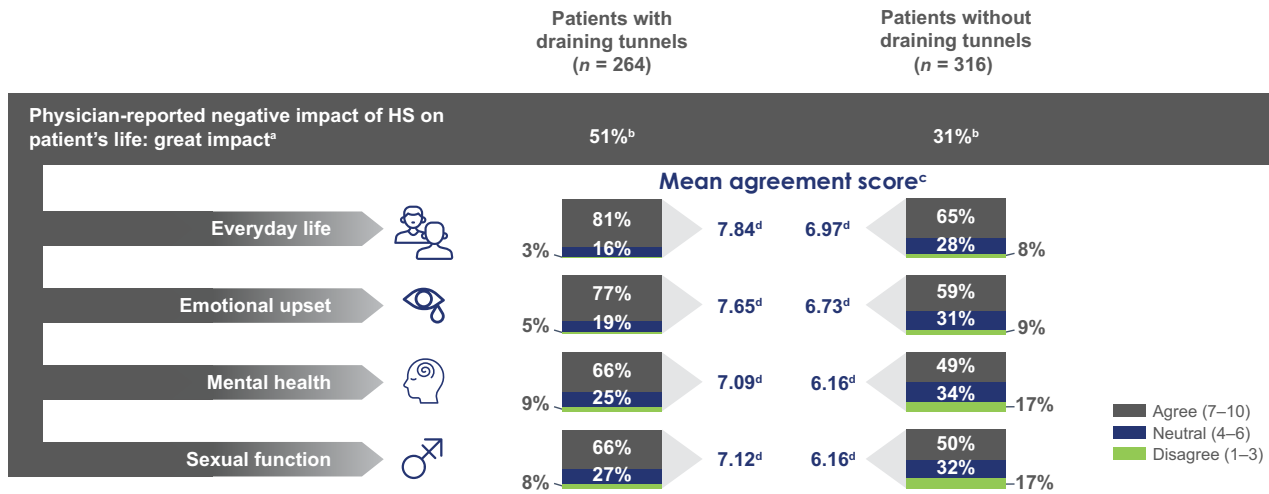 Patients with
draining tunnels
(n = 264)
Patients without
draining tunnels
(n = 316)
Physician-reported negative impact of HS on
patient’s life: great impactᵃ
51%ᵇ
31%ᵇ
Mean agreement scoreᶜ
Everyday life
81%
16%
3%
7.84ᵈ
6.97ᵈ
65%
28%
8%
Emotional upset
77%
19%
5%
7.65ᵈ
6.73ᵈ
59%
31%
9%
Mental health
66%
25%
9%
7.09ᵈ
6.16ᵈ
49%
34%
17%
Sexual function
66%
27%
8%
7.12ᵈ
6.16ᵈ
50%
32%
17%
Agree (7–10)
Neutral (4–6)
Disagree (1–3)